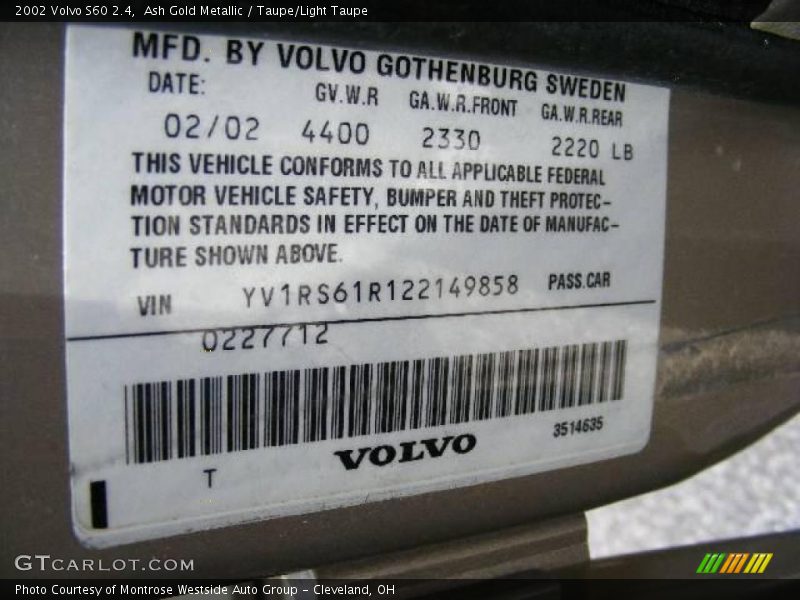 2002 Volvo S60 2.4, Ash Gold Metallic / Taupe/Light Taupe
MFD. BY VOLVO GOTHENBURG SWEDEN
DATE: GV.W.R GA.W.R.FRONT GA.W.R.REAR
02/02 4400 2330 2220 LB
THIS VEHICLE CONFORMS TO ALL APPLICABLE FEDERAL
MOTOR VEHICLE SAFETY, BUMPER AND THEFT PROTEC-
TION STANDARDS IN EFFECT ON THE DATE OF MANUFAC-
TURE SHOWN ABOVE.
VIN YV1RS61R122149858 PASS.CAR
0227712
3514635
T VOLVO
GTCARLOT.COM
Photo Courtesy of Montrose Westside Auto Group - Cleveland, OH